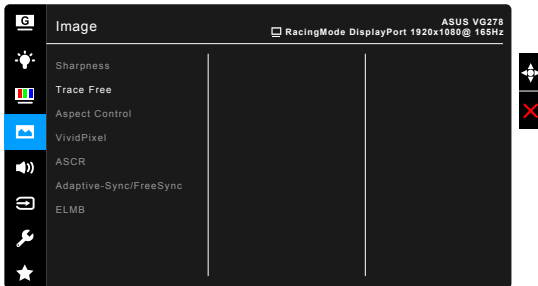 G
Image
ASUS VG278
RacingMode DisplayPort 1920x1080@ 165Hz
Sharpness
Trace Free
Aspect Control
VividPixel
ASCR
Adaptive-Sync/FreeSync
ELMB